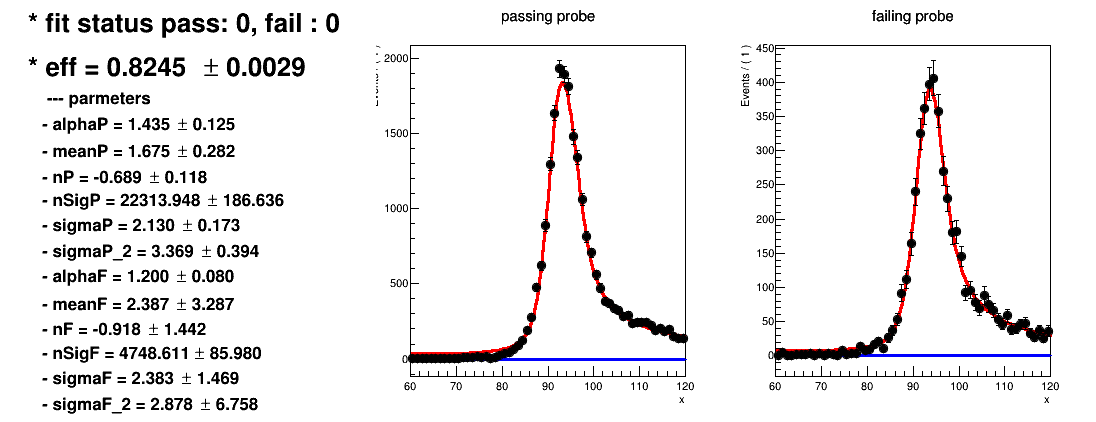 * fit status pass: 0, fail : 0
* eff = 0.8245 ± 0.0029
--- parmeters
- alphaP = 1.435 ± 0.125
- meanP = 1.675 ± 0.282
- nP = -0.689 ± 0.118
- nSigP = 22313.948 ± 186.636
- sigmaP = 2.130 ± 0.173
- sigmaP_2 = 3.369 ± 0.394
- alphaF = 1.200 ± 0.080
- meanF = 2.387 ± 3.287
- nF = -0.918 ± 1.442
- nSigF = 4748.611 ± 85.980
- sigmaF = 2.383 ± 1.469
- sigmaF_2 = 2.878 ± 6.758
passing probe
2000
1500
1000
500
0
60 70 80 90 100 110 120
x
failing probe
Events / ( 1 )
450
400
350
300
250
200
150
100
50
0
60 70 80 90 100 110 120
x